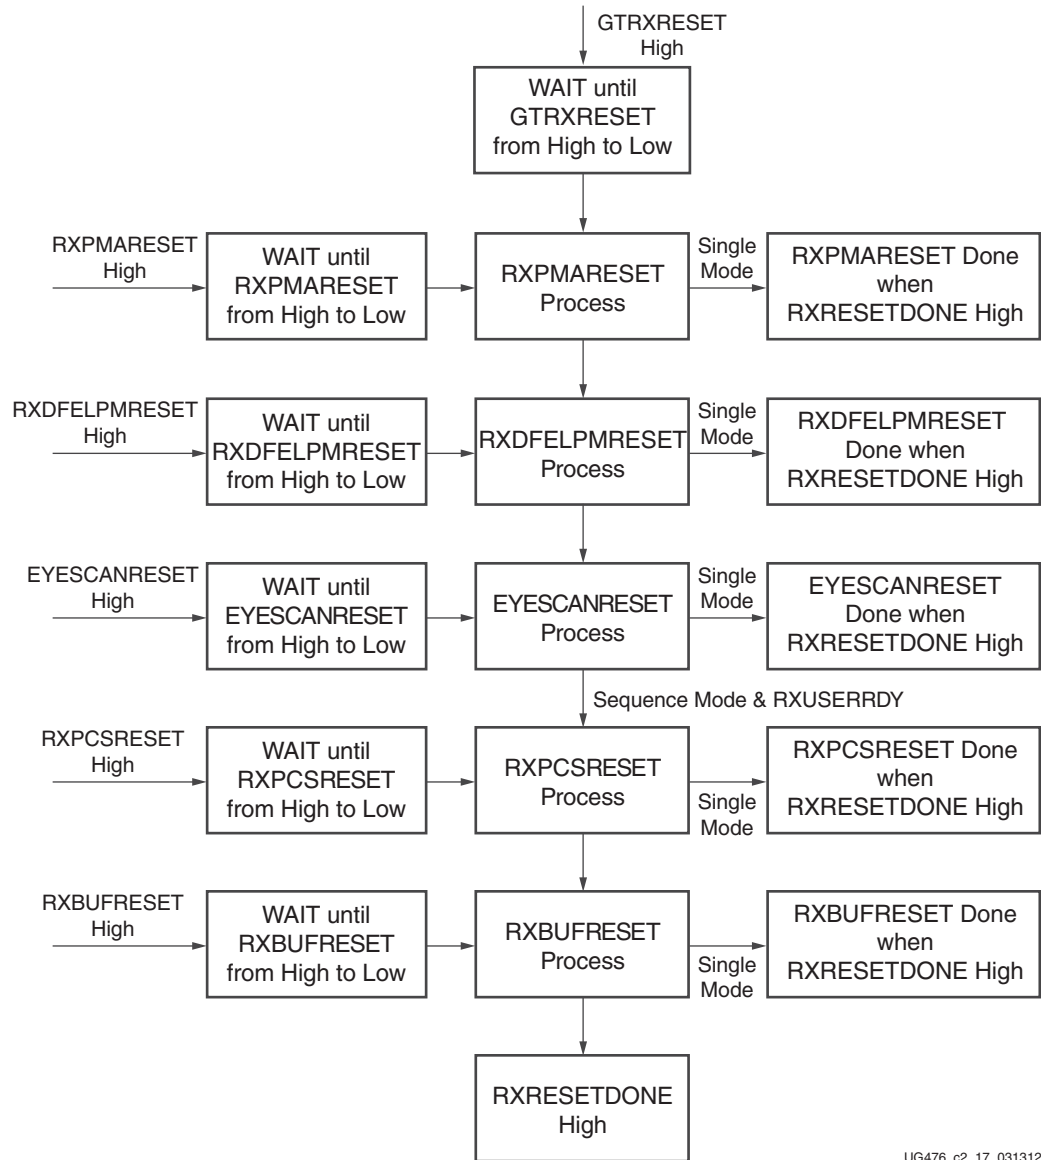 GTRXRESET
High
WAIT until
GTRXRESET
from High to Low
RXPMARESET
High
WAIT until
RXPMARESET
from High to Low
RXPMARESET
Process
Single
Mode
RXPMARESET Done
when
RXRESETDONE High
RXDFELPMRESET
High
WAIT until
RXDFELPMRESET
from High to Low
RXDFELPMRESET
Process
Single
Mode
RXDFELPMRESET
Done when
RXRESETDONE High
EYESCANRESET
High
WAIT until
EYESCANRESET
from High to Low
EYESCANRESET
Process
Single
Mode
EYESCANRESET
Done when
RXRESETDONE High
Sequence Mode & RXUSERRDY
RXPCSRESET
High
WAIT until
RXPCSRESET
from High to Low
RXPCSRESET
Process
Single
Mode
RXPCSRESET Done
when
RXRESETDONE High
RXBUFRESET
High
WAIT until
RXBUFRESET
from High to Low
RXBUFRESET
Process
Single
Mode
RXBUFRESET Done
when
RXRESETDONE High
RXRESETDONE
High
UG476_c2_17_031312